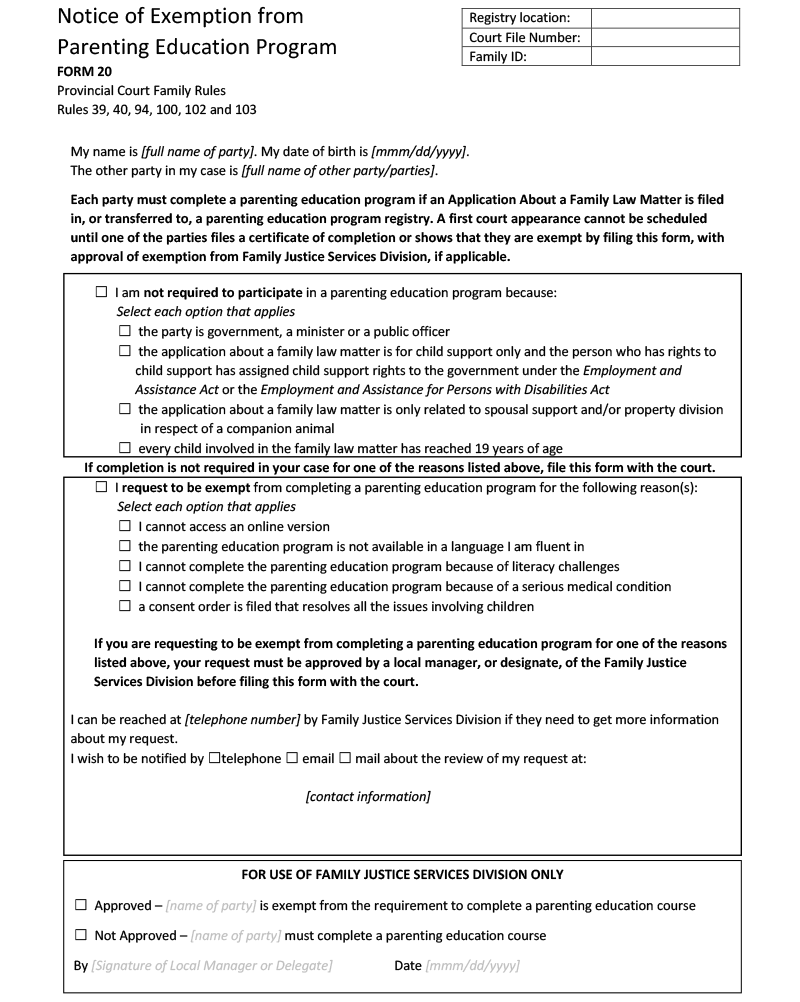 Notice of Exemption from
Parenting Education Program
FORM 20
Provincial Court Family Rules
Rules 39, 40, 94, 100, 102 and 103
Registry location:
Court File Number:
Family ID:
My name is [full name of party]. My date of birth is [mmm/dd/yyyy].
The other party in my case is [full name of other party/parties].
Each party must complete a parenting education program if an Application About a Family Law Matter is filed
in, or transferred to, a parenting education program registry. A first court appearance cannot be scheduled
until one of the parties files a certificate of completion or shows that they are exempt by filing this form, with
approval of exemption from Family Justice Services Division, if applicable.
☐ I am not required to participate in a parenting education program because:
Select each option that applies
☐ the party is government, a minister or a public officer
☐ the application about a family law matter is for child support only and the person who has rights to
child support has assigned child support rights to the government under the Employment and
Assistance Act or the Employment and Assistance for Persons with Disabilities Act
☐ the application about a family law matter is only related to spousal support and/or property division
in respect of a companion animal
☐ every child involved in the family law matter has reached 19 years of age
If completion is not required in your case for one of the reasons listed above, file this form with the court.
☐ I request to be exempt from completing a parenting education program for the following reason(s):
Select each option that applies
☐ I cannot access an online version
☐ the parenting education program is not available in a language I am fluent in
☐ I cannot complete the parenting education program because of literacy challenges
☐ I cannot complete the parenting education program because of a serious medical condition
☐ a consent order is filed that resolves all the issues involving children
If you are requesting to be exempt from completing a parenting education program for one of the reasons
listed above, your request must be approved by a local manager, or designate, of the Family Justice
Services Division before filing this form with the court.
I can be reached at [telephone number] by Family Justice Services Division if they need to get more information
about my request.
I wish to be notified by ☐telephone ☐ email ☐ mail about the review of my request at:
[contact information]
FOR USE OF FAMILY JUSTICE SERVICES DIVISION ONLY
☐ Approved – [name of party] is exempt from the requirement to complete a parenting education course
☐ Not Approved – [name of party] must complete a parenting education course
By [Signature of Local Manager or Delegate] Date [mmm/dd/yyyy]